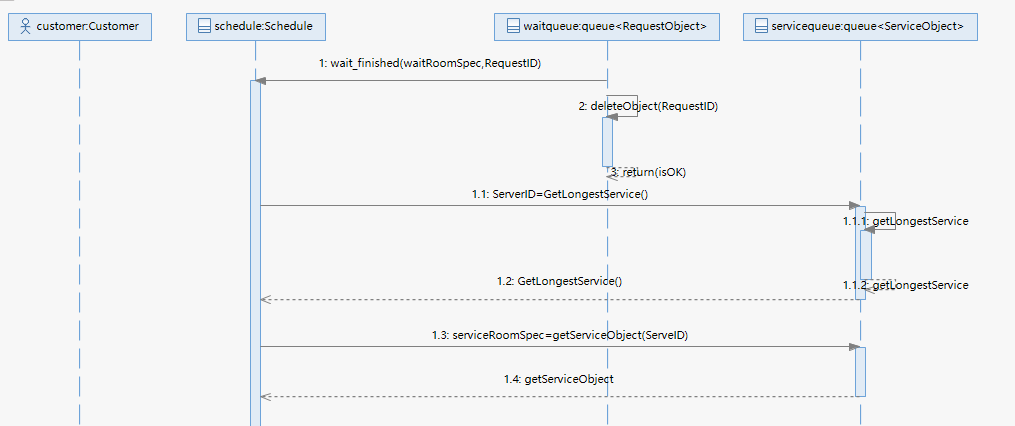 customer:Customer
schedule:Schedule
waitqueue:queue<RequestObject>
servicequeue:queue<ServiceObject>
1: wait_finished(waitRoomSpec,RequestID)
2: deleteObject(RequestID)
3: return(isOK)
1.1: ServerID=GetLongestService()
1.1.1: getLongestService
1.2: GetLongestService()
1.1.2: getLongestService
1.3: serviceRoomSpec=getServiceObject(ServeID)
1.4: getServiceObject